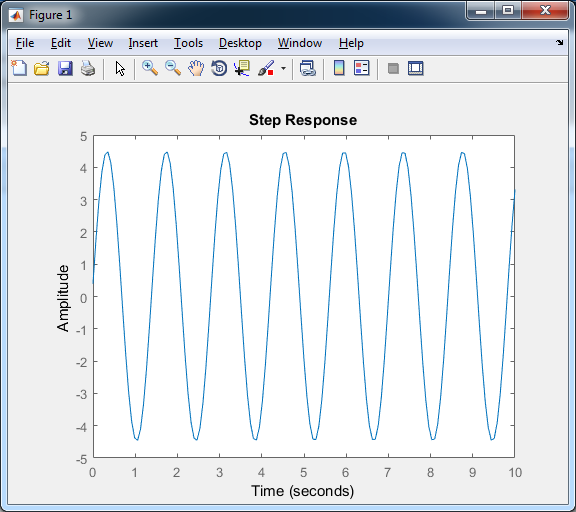 Figure 1
File Edit View Insert Tools Desktop Window Help
Step Response
Amplitude
5
4
3
2
1
0
-1
-2
-3
-4
-5
0 1 2 3 4 5 6 7 8 9 10
Time (seconds)